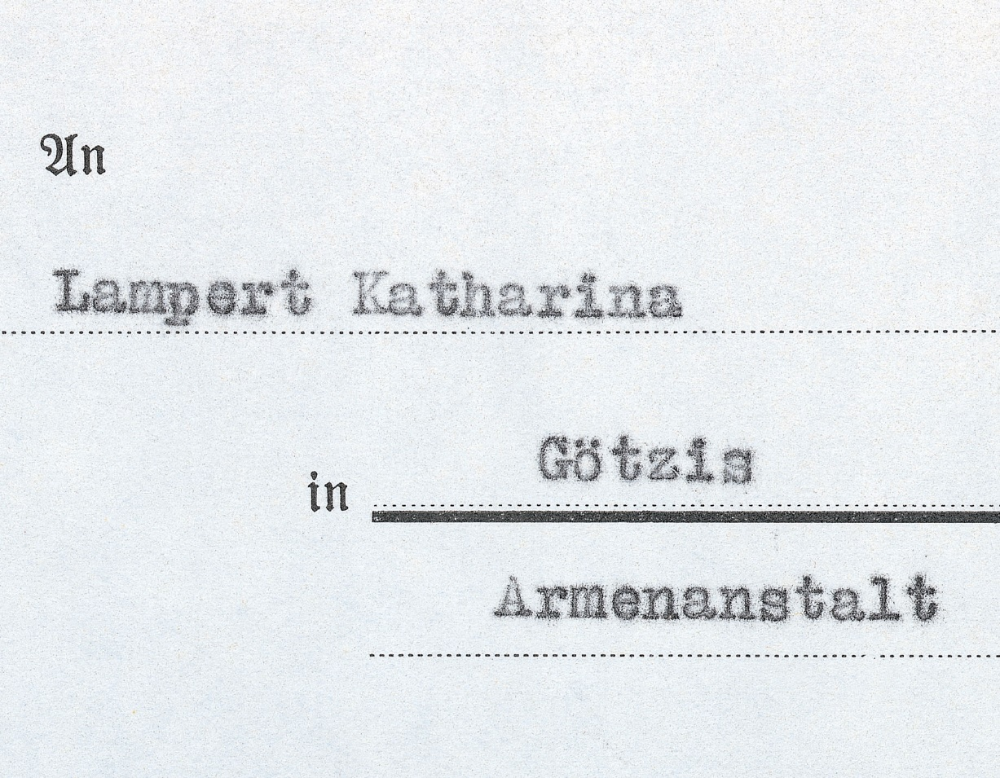 An
Lampert Katharina
Götzis
in
Armenanstalt